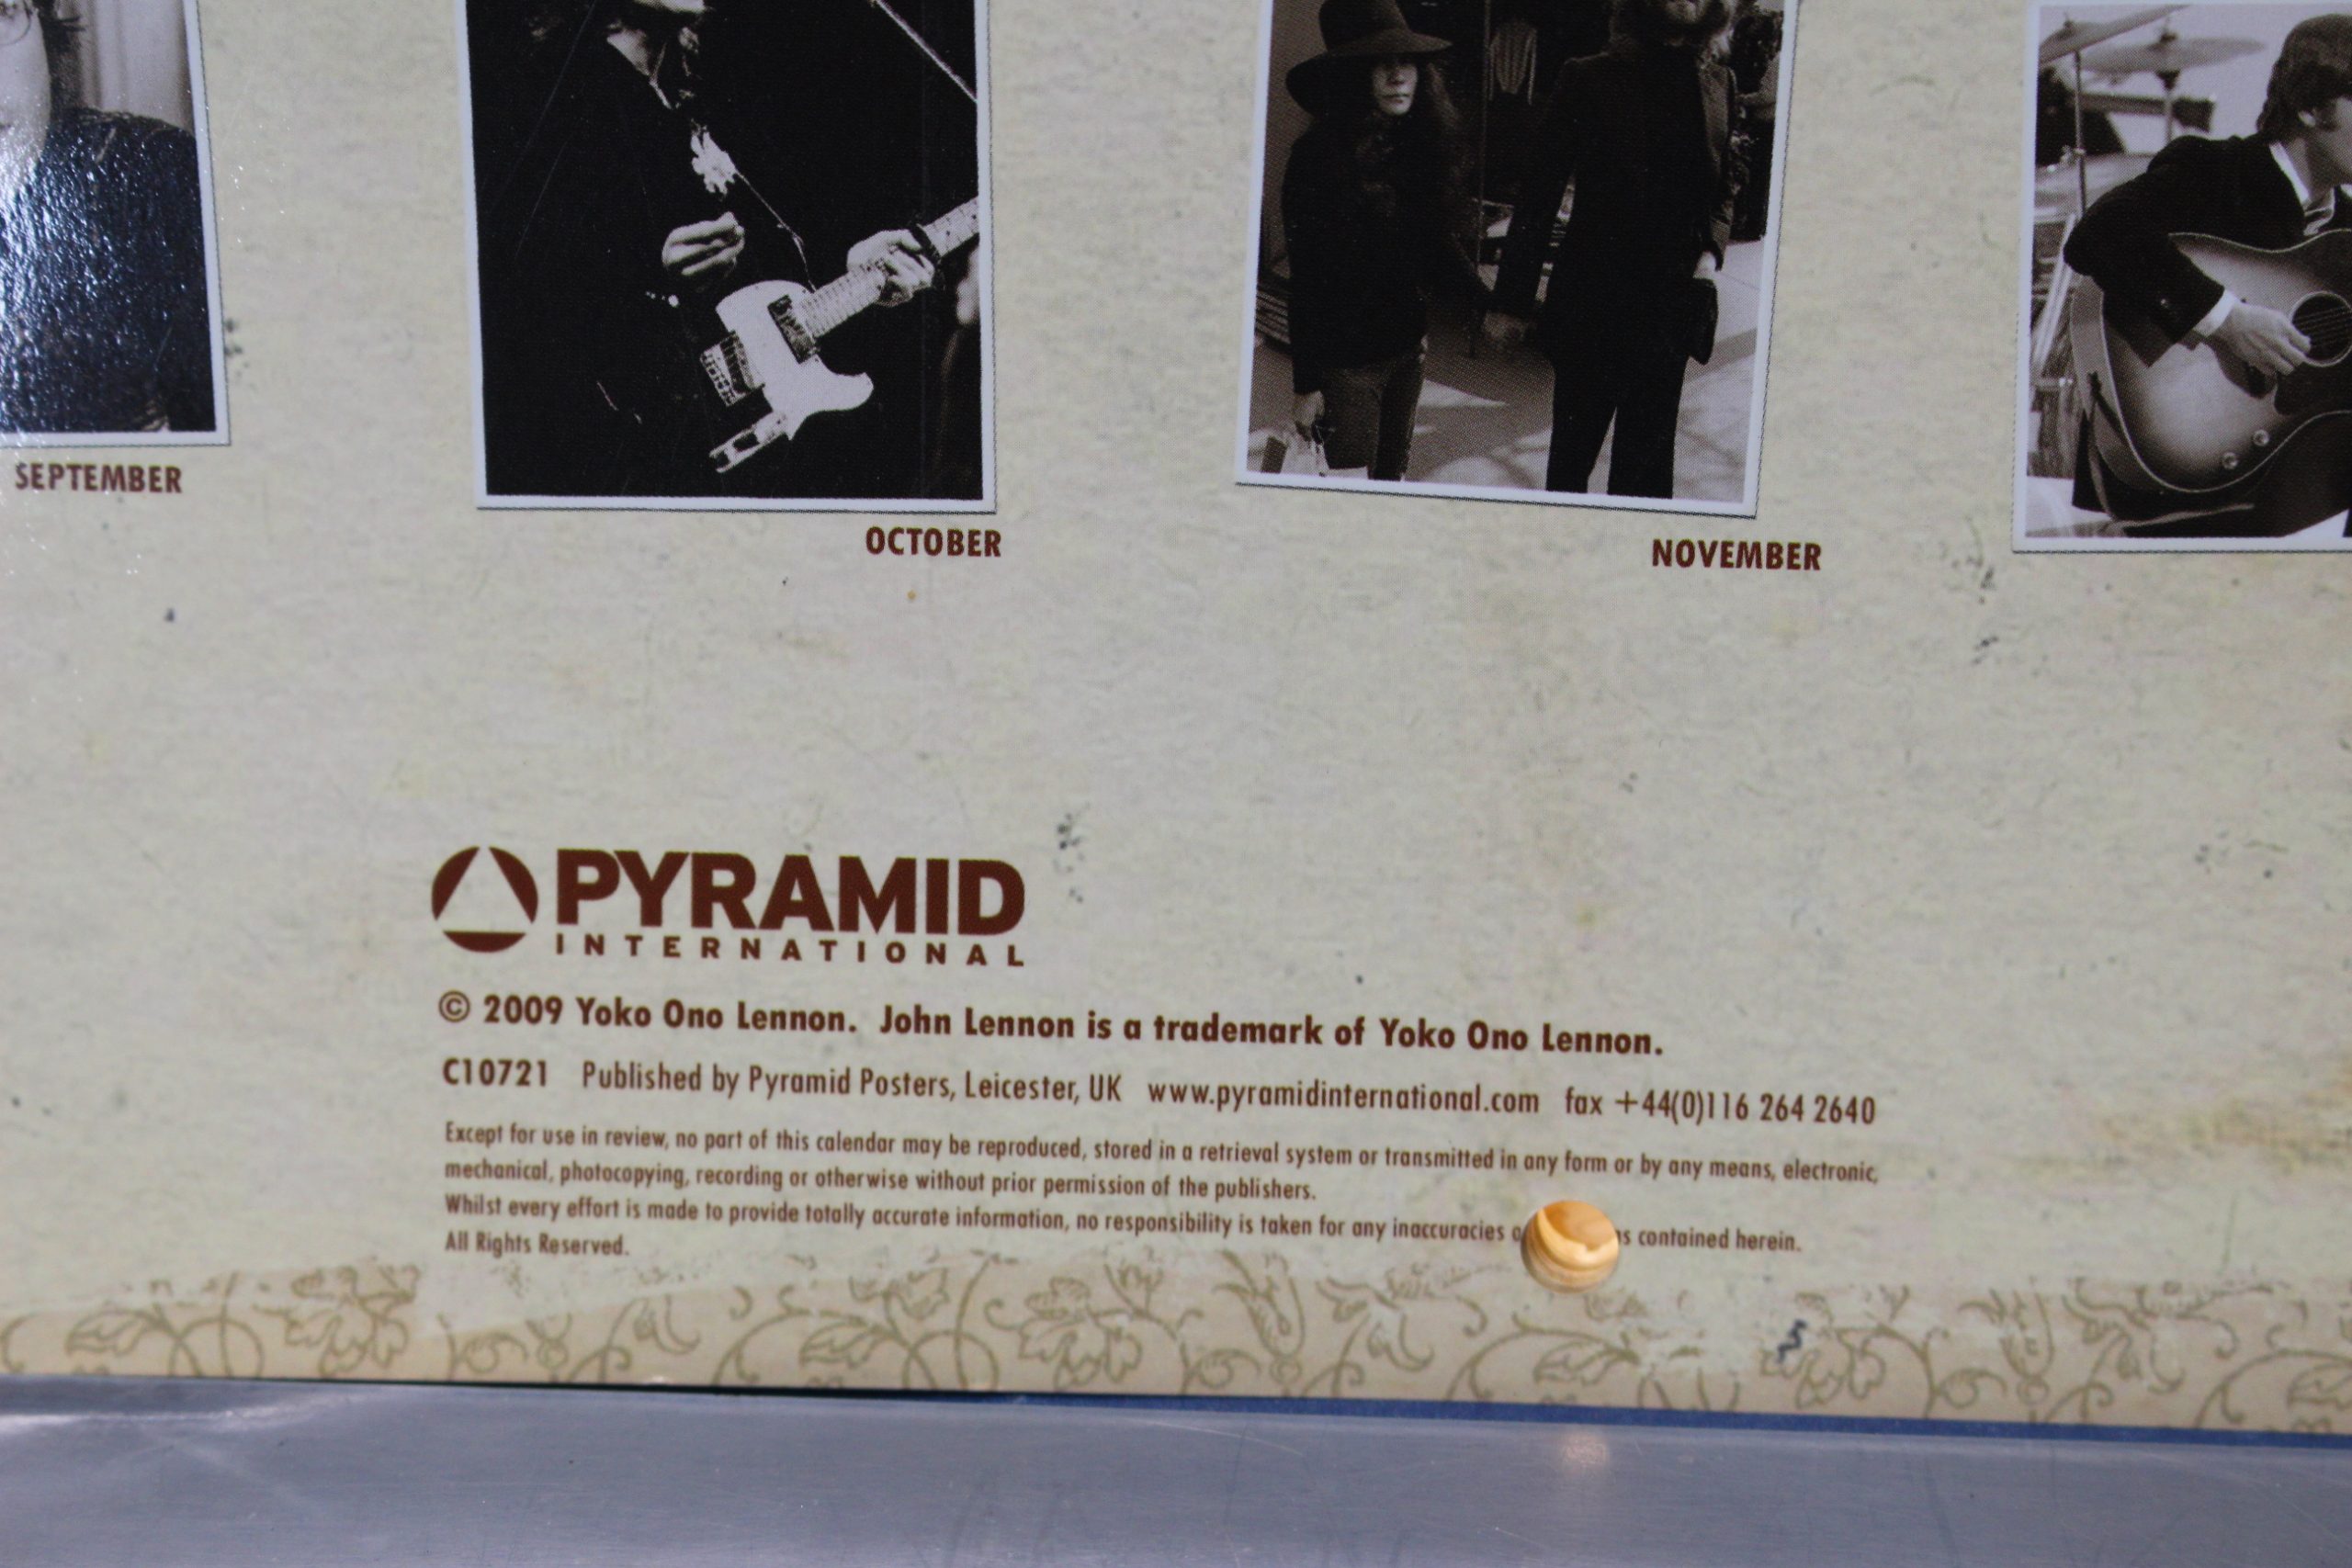 SEPTEMBER
OCTOBER
NOVEMBER
PYRAMID
INTERNATIONAL
© 2009 Yoko Ono Lennon. John Lennon is a trademark of Yoko Ono Lennon.
C10721 Published by Pyramid Posters, Leicester, UK www.pyramidinternational.com fax +44(0)116 264 2640
Except for use in review, no part of this calendar may be reproduced, stored in a retrieval system or transmitted in any form or by any means, electronic,
mechanical, photocopying, recording or otherwise without prior permission of the publishers.
Whilst every effort is made to provide totally accurate information, no responsibility is taken for any inaccuracies contained herein.
All Rights Reserved.